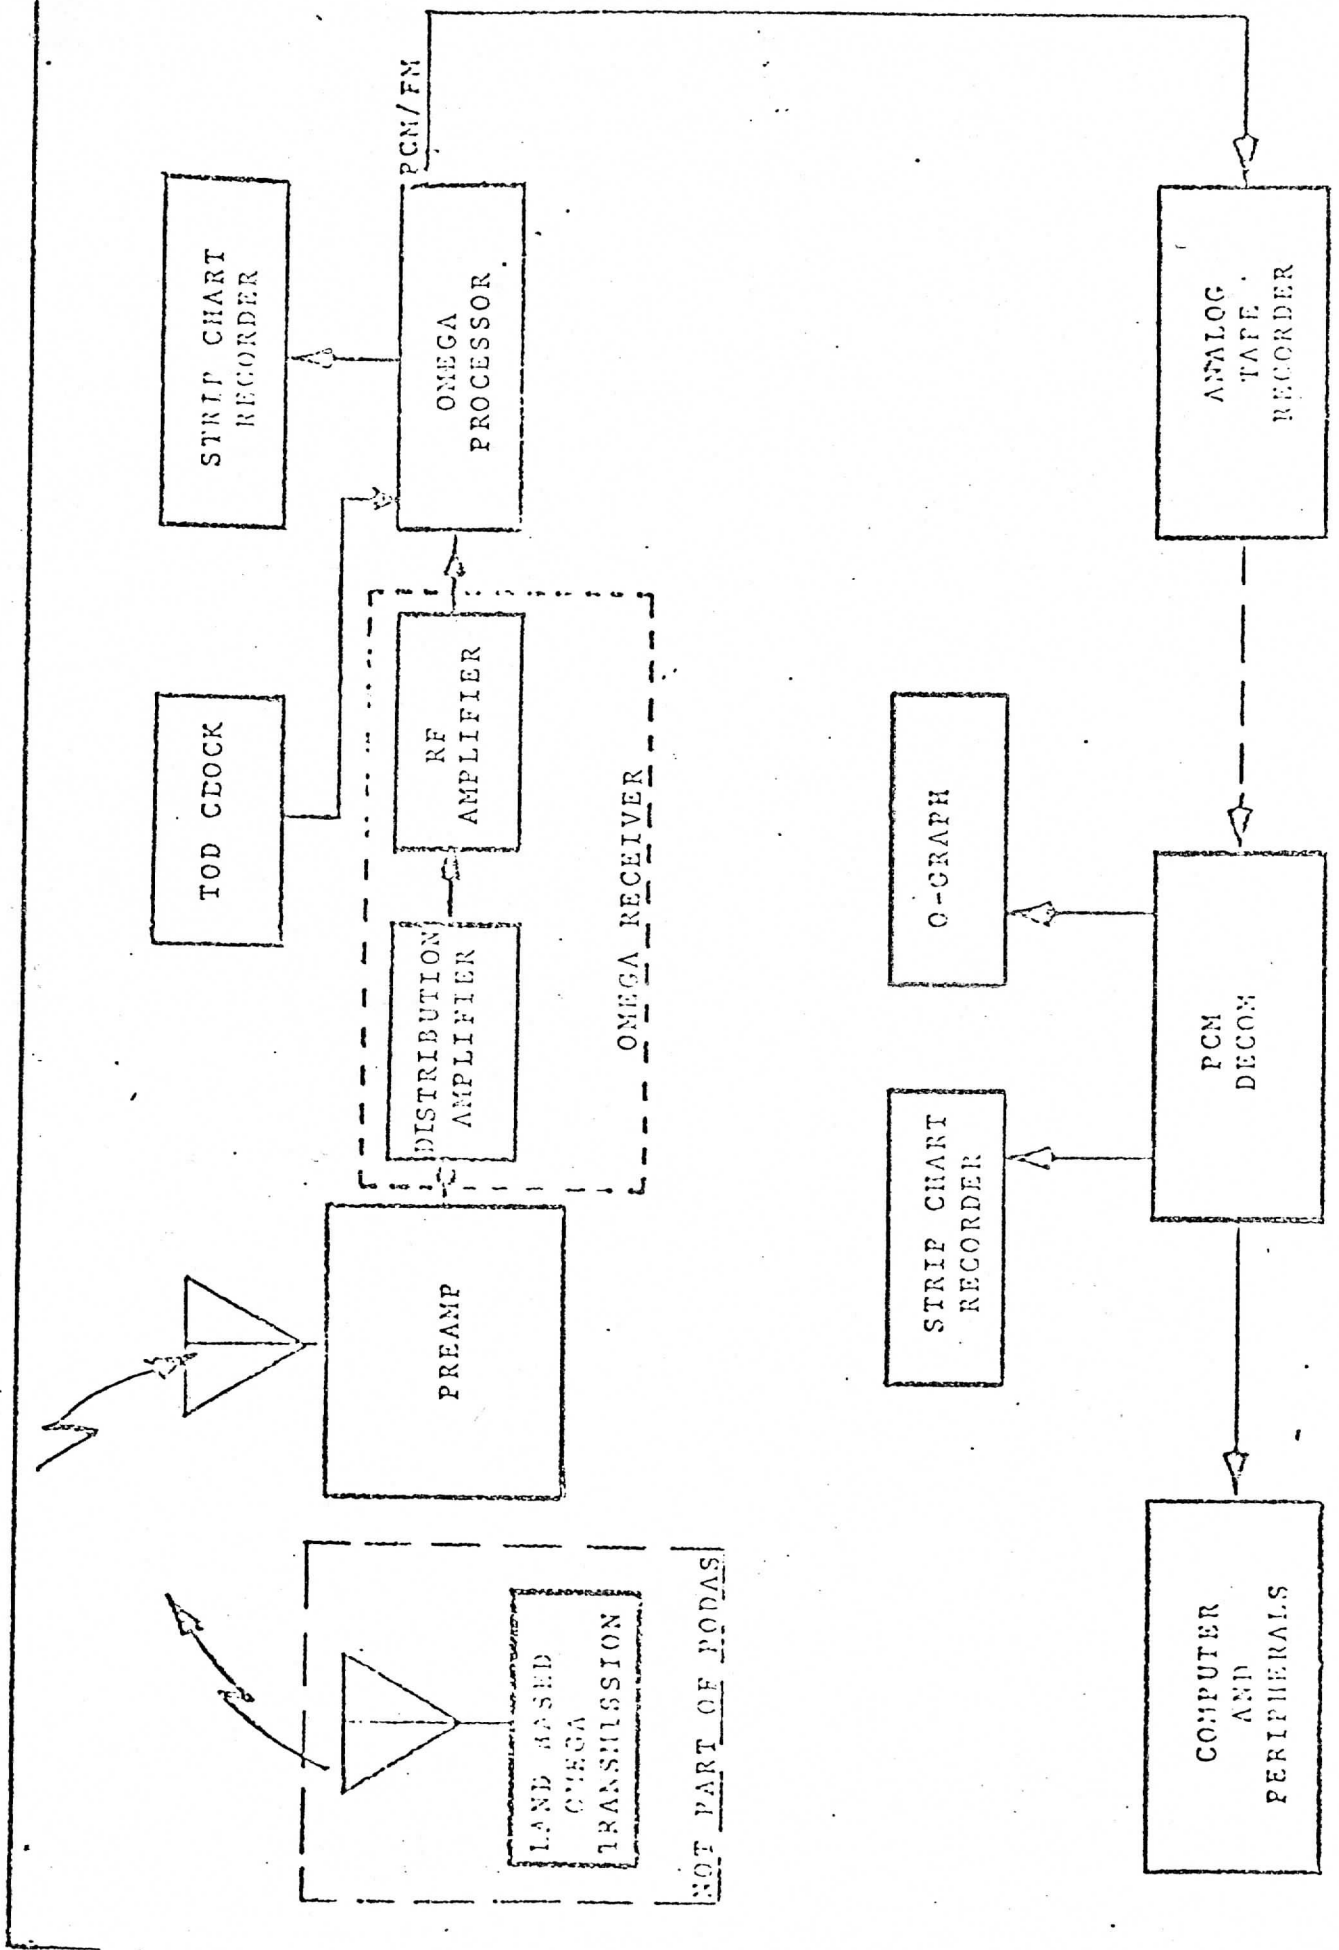 STRIP CHART
RECORDER
TOD CLOCK
PCM/FM
OMEGA
PROCESSOR
RF
AMPLIFIER
DISTRIBUTION
AMPLIFIER
OMEGA RECEIVER
PREAMP
LAND BASED
OMEGA
TRANSMISSION
NOT PART OF PODAS
O-GRAPH
STRIP CHART
RECORDER
ANALOG
TAPE
RECORDER
PCM
DECOM
COMPUTER
AND
PERIPHERALS